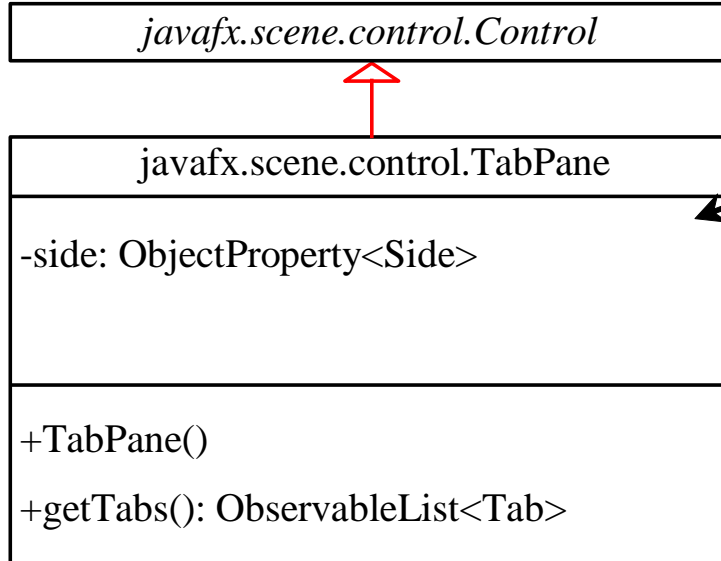 javafx.scene.control.Control
javafx.scene.control.TabPane
-side: ObjectProperty<Side>
+TabPane()
+getTabs(): ObservableList<Tab>